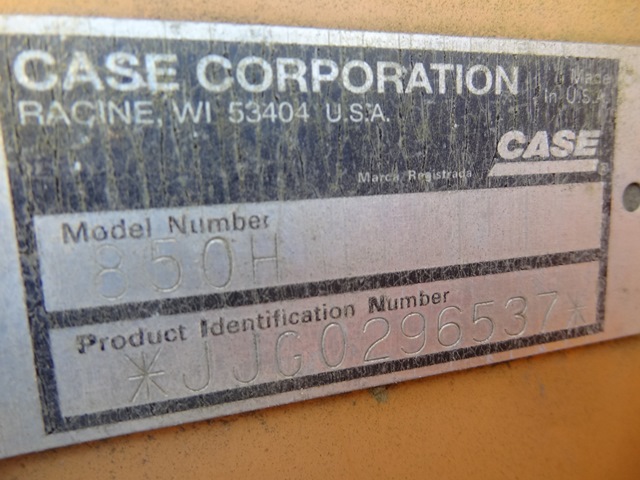 CASE CORPORATION
RACINE, WI 53404 U.S.A.
Made
In U.S.A.
CASE
Marca Registrada
Model Number
850H
Product Identification Number
*JJG0296537*